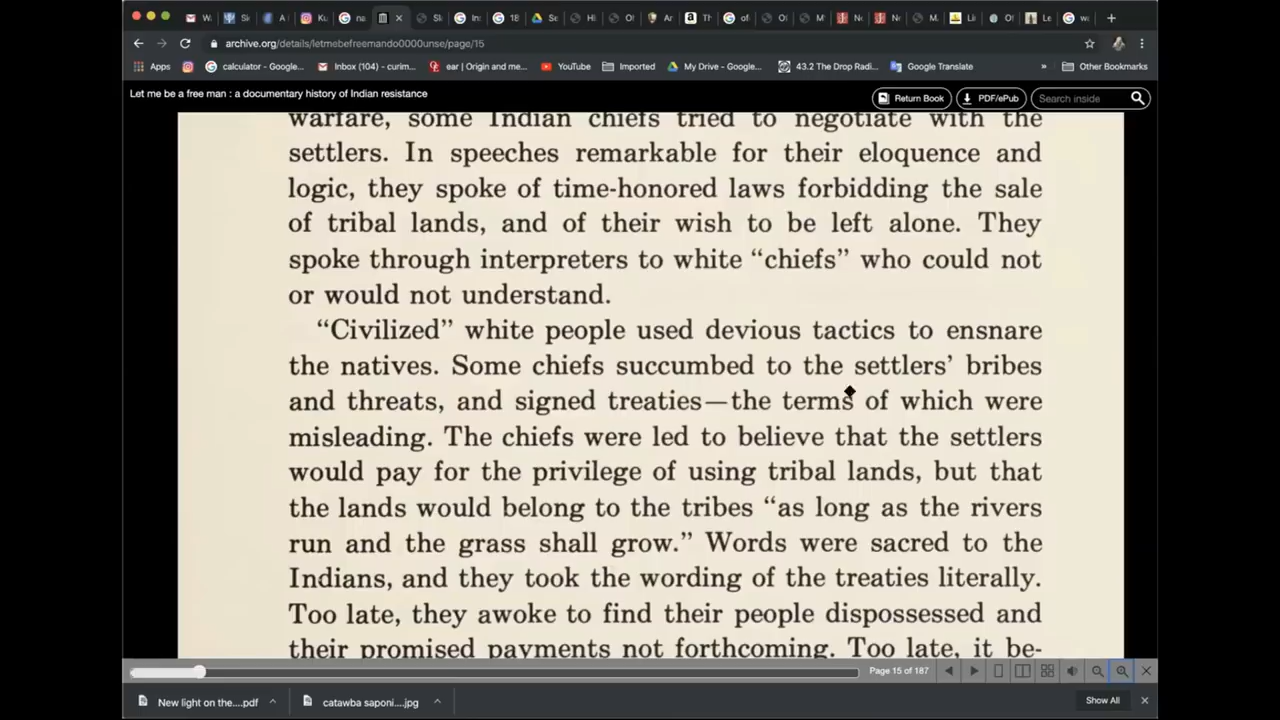 archive.org/details/letmebefreemando0000unse/page/15
Apps
calculator - Google...
Inbox (104) - curim...
ear | Origin and me...
YouTube
Imported
My Drive - Google...
43.2 The Drop Radi...
Google Translate
»
Other Bookmarks
Let me be a free man : a documentary history of Indian resistance
Return Book
PDF/ePub
Search inside
warfare, some Indian chiefs tried to negotiate with the
settlers. In speeches remarkable for their eloquence and
logic, they spoke of time-honored laws forbidding the sale
of tribal lands, and of their wish to be left alone. They
spoke through interpreters to white “chiefs” who could not
or would not understand.
“Civilized” white people used devious tactics to ensnare
the natives. Some chiefs succumbed to the settlers’ bribes
and threats, and signed treaties—the terms of which were
misleading. The chiefs were led to believe that the settlers
would pay for the privilege of using tribal lands, but that
the lands would belong to the tribes “as long as the rivers
run and the grass shall grow.” Words were sacred to the
Indians, and they took the wording of the treaties literally.
Too late, they awoke to find their people dispossessed and
their promised payments not forthcoming. Too late, it be-
Page 15 of 187
New light on the....pdf
catawba saponi....jpg
Show All